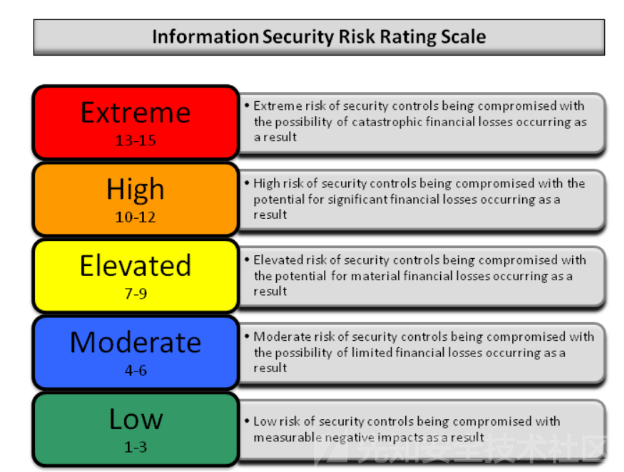 Information Security Risk Rating Scale
Extreme
13-15
• Extreme risk of security controls being compromised with
the possibility of catastrophic financial losses occurring as
a result
High
10-12
• High risk of security controls being compromised with the
potential for significant financial losses occurring as a
result
Elevated
7-9
• Elevated risk of security controls being compromised with
the potential for material financial losses occurring as a
result
Moderate
4-6
• Moderate risk of security controls being compromised with
the possibility of limited financial losses occurring as a
result
Low
1-3
• Low risk of security controls being compromised with
measurable negative impacts as a result
先知安全技术社区